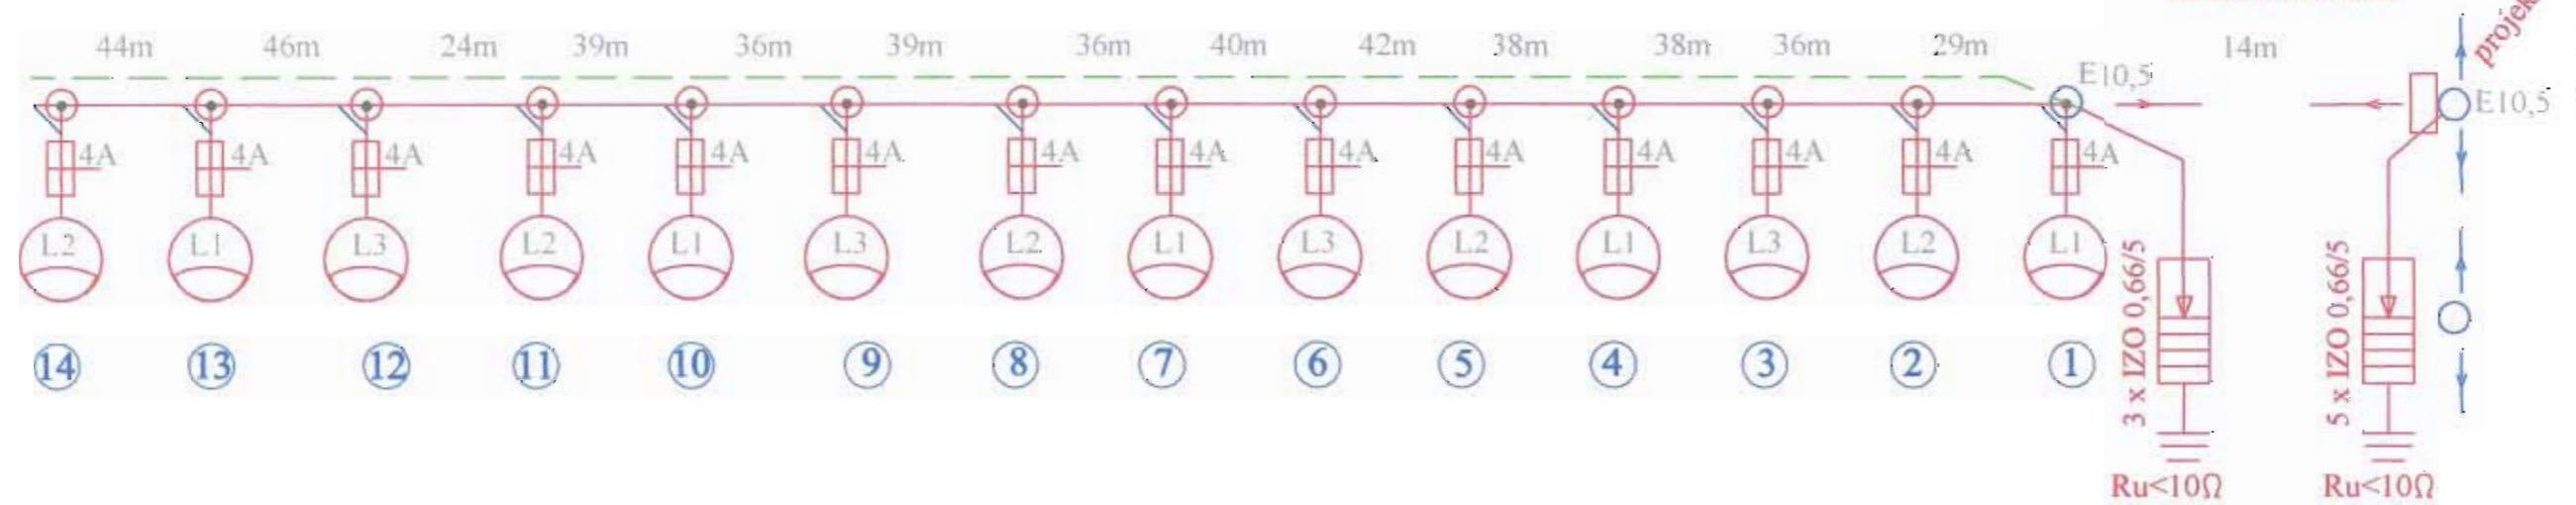 projek
44m 46m 24m 39m 36m 39m 36m 40m 42m 38m 38m 36m 29m 14m
E10,5
E10,5
4A 4A 4A 4A 4A 4A 4A 4A 4A 4A 4A 4A 4A 4A
L2 L1 L3 L2 L1 L3 L2 L1 L3 L2 L1 L3 L2 L1
14 13 12 11 10 9 8 7 6 5 4 3 2 1
3 x IZO 0,66/5
5 x IZO 0,66/5
Ru<10Ω Ru<10Ω